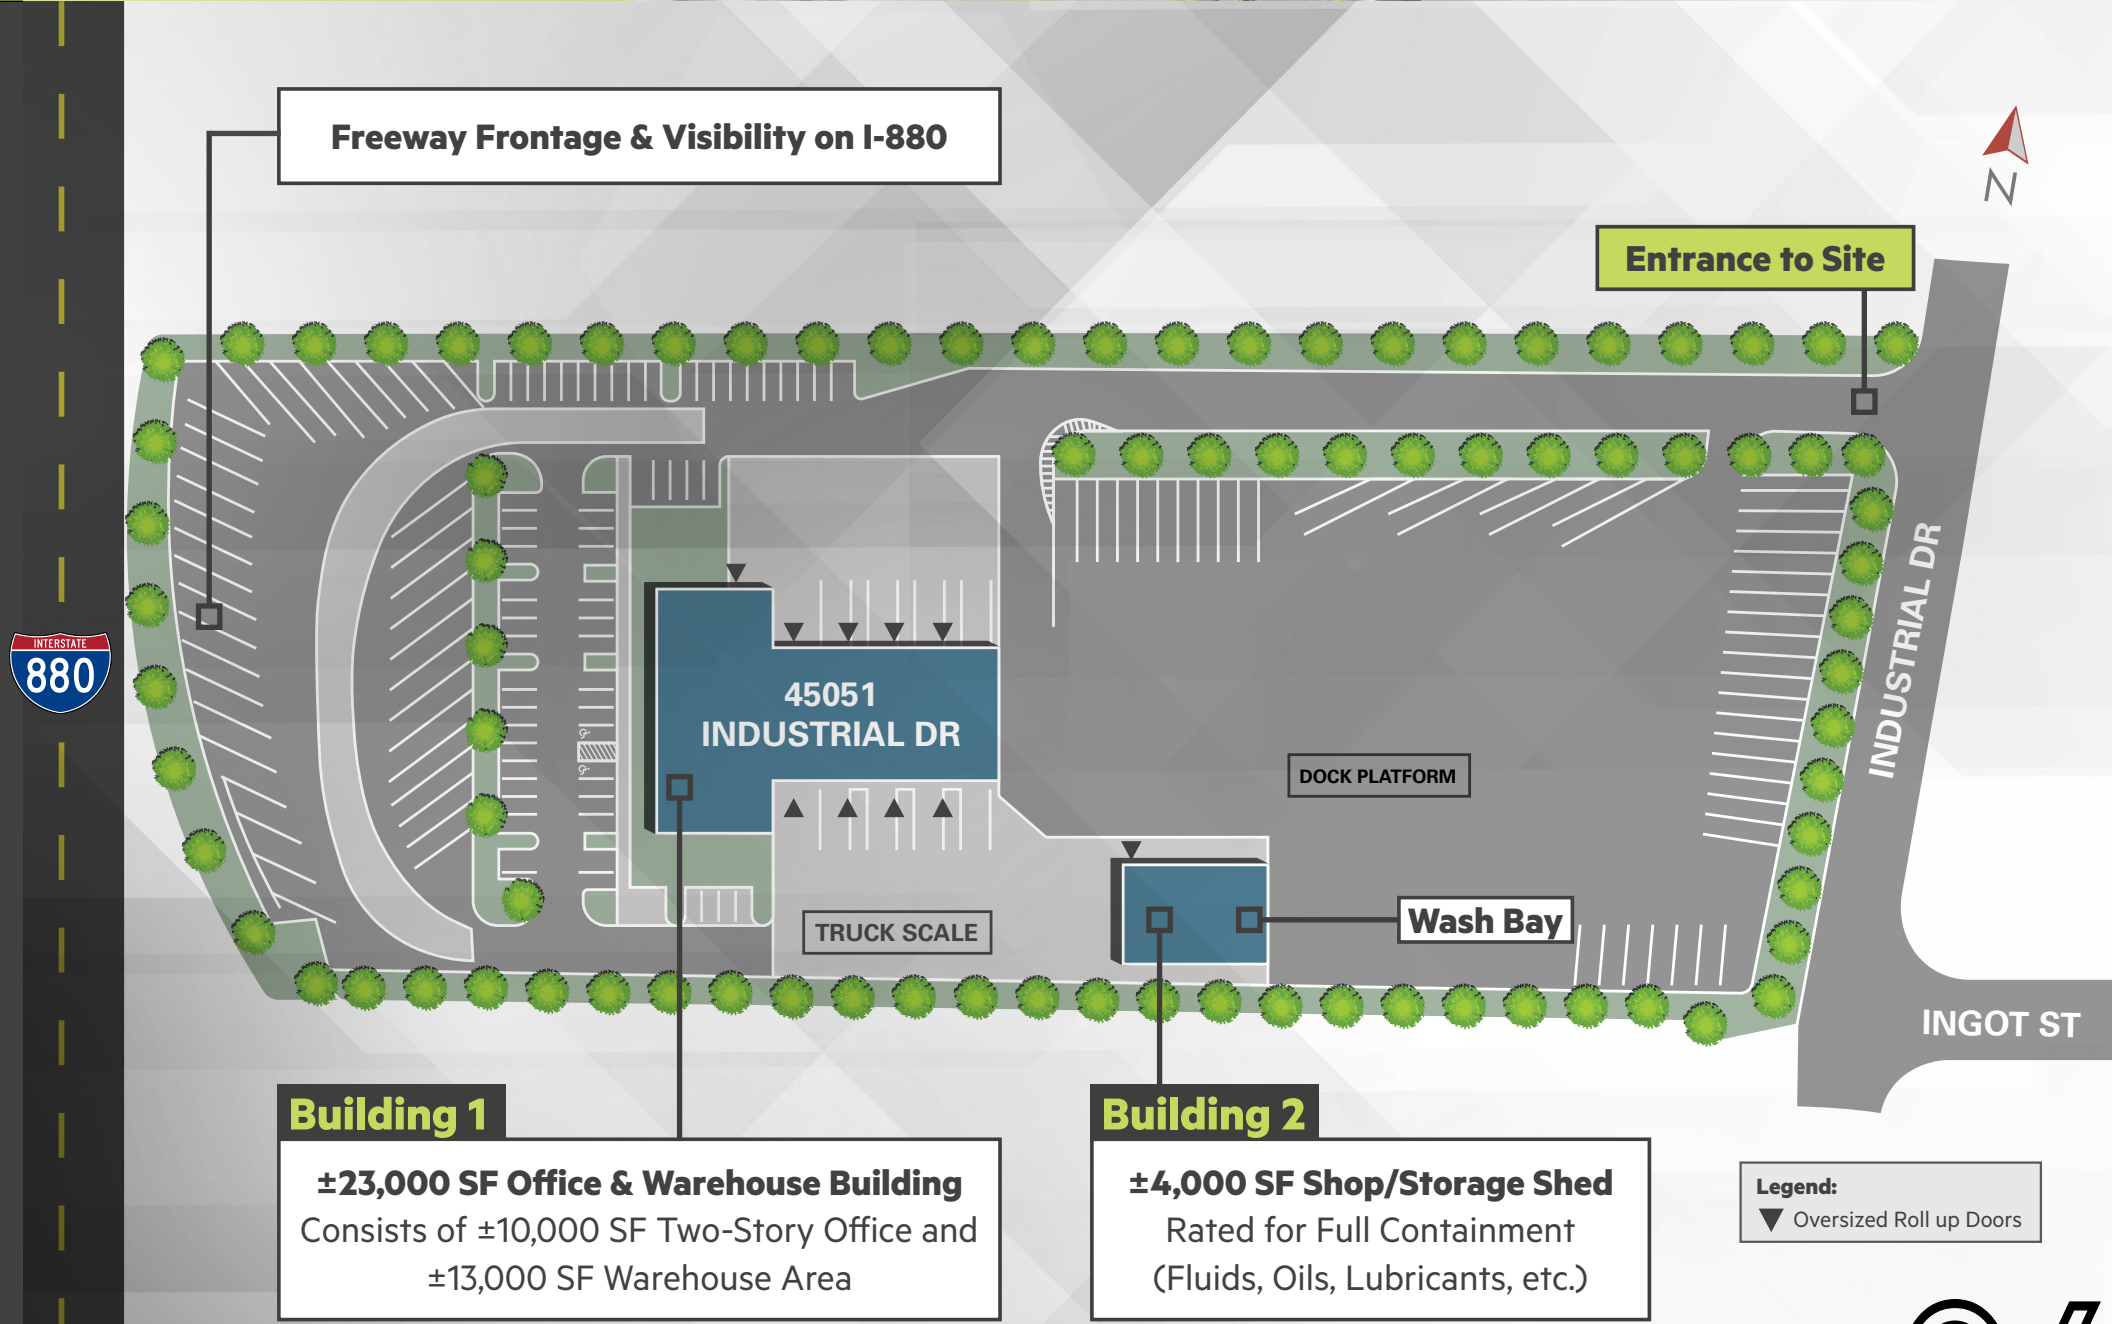 Freeway Frontage & Visibility on I-880
N
Entrance to Site
INTERSTATE
880
45051
INDUSTRIAL DR
INDUSTRIAL DR
DOCK PLATFORM
TRUCK SCALE
Wash Bay
INGOT ST
Building 1
±23,000 SF Office & Warehouse Building
Consists of ±10,000 SF Two-Story Office and
±13,000 SF Warehouse Area
Building 2
±4,000 SF Shop/Storage Shed
Rated for Full Containment
(Fluids, Oils, Lubricants, etc.)
Legend:
▼ Oversized Roll up Doors